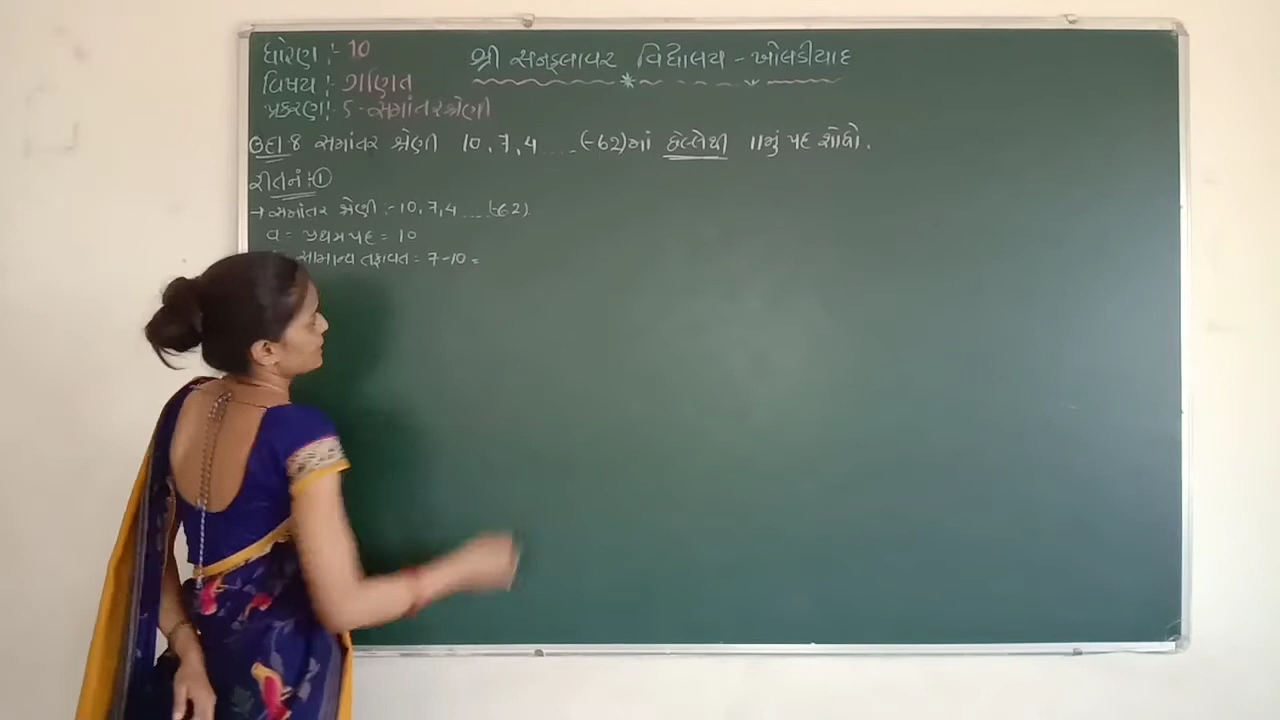 ધોરણ :- 10
શ્રી સનફ્લાવર વિદ્યાલય - ખોલડીયાદ
વિષય :- ગણિત
પ્રકરણ :- 5 - સમાંતર શ્રેણી
ઉદા 8 સમાંતર શ્રેણી 10, 7, 4 .... (-62)માં છેલ્લેથી 11મું પદ શોધો.
રીત નં :- ①
→ સમાંતર શ્રેણી :- 10, 7, 4 .... (-62)
a = પ્રથમ પદ = 10
સામાન્ય તફાવત = 7-10 =